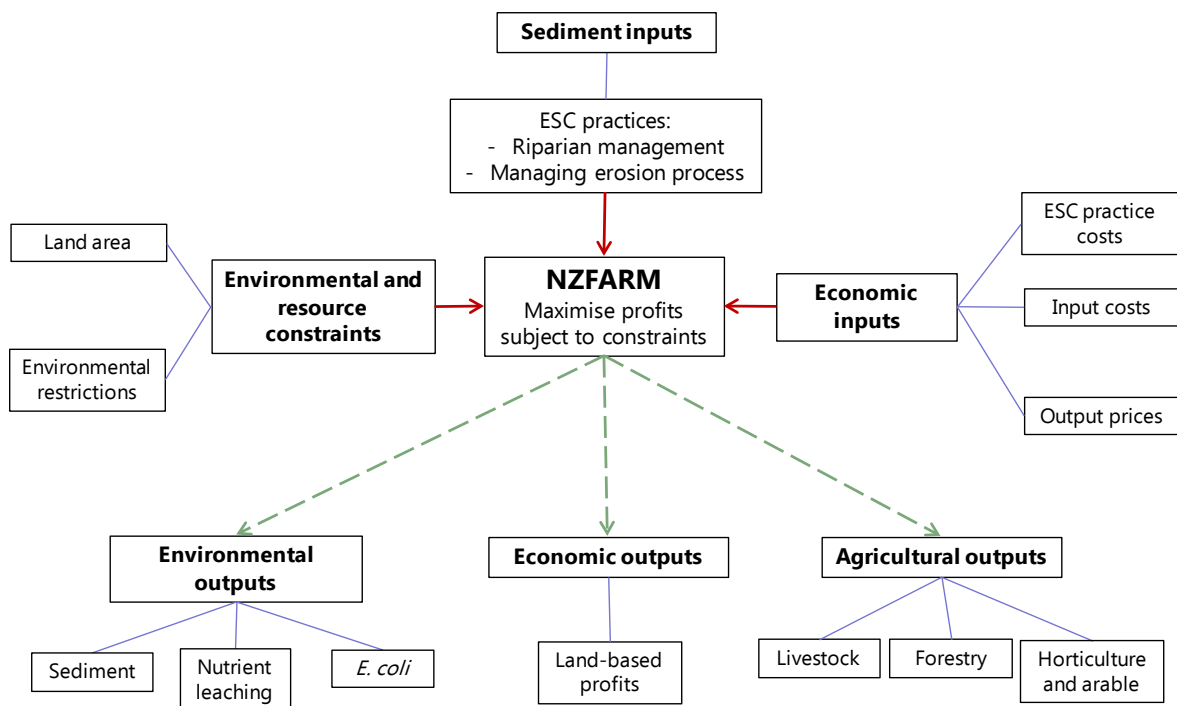 Sediment inputs
ESC practices:
- Riparian management
- Managing erosion process
Land area
Environmental and
resource
constraints
Environmental
restrictions
NZFARM
Maximise profits
subject to constraints
Economic
inputs
ESC practice
costs
Input costs
Output prices
Environmental
outputs
Sediment
Nutrient
leaching
E. coli
Economic outputs
Land-based
profits
Agricultural outputs
Livestock
Forestry
Horticulture
and arable